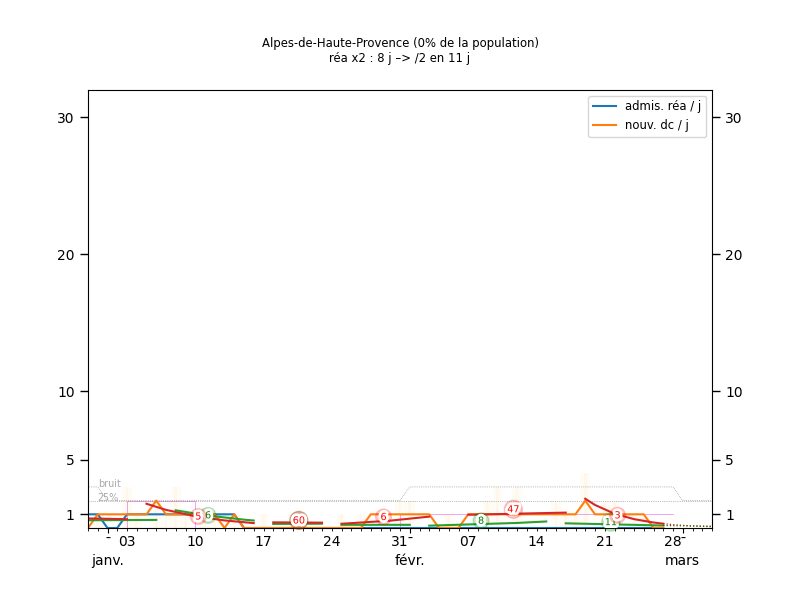 Alpes-de-Haute-Provence (0% de la population)
réa x2 : 8 j –> /2 en 11 j
admis. réa / j
nouv. dc / j
30 30
20 20
10 10
5 5
bruit
25%
1 5 6 60 6 8 47 11 3 1
- 03 10 17 24 31- 07 14 21 28-
janv. févr. mars